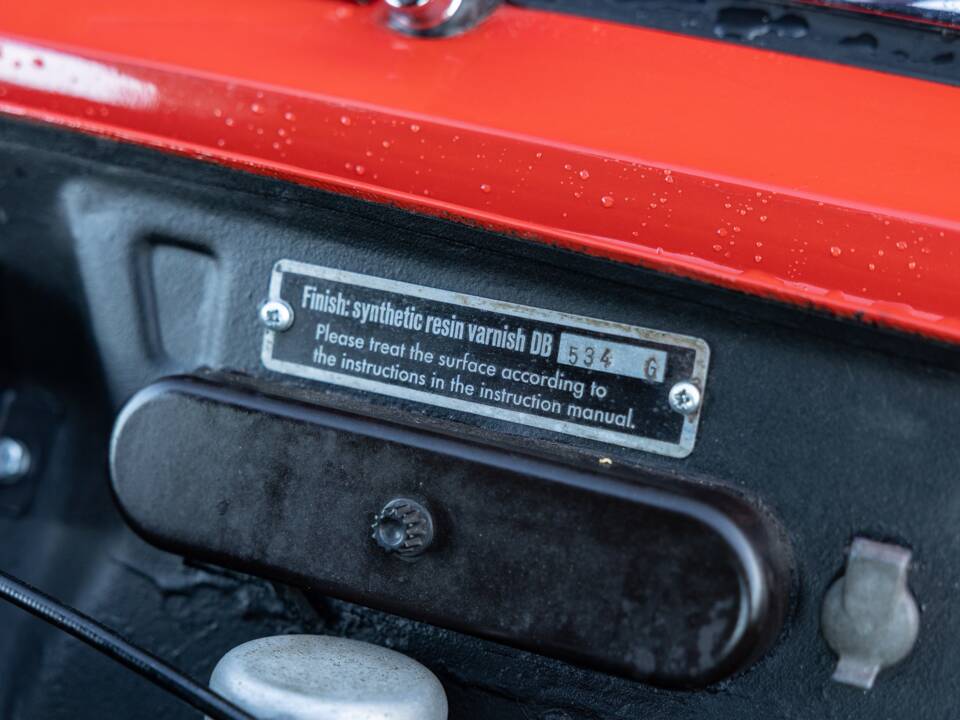 Finish: synthetic resin varnish DB 534 G
Please treat the surface according to
the instructions in the instruction manual.